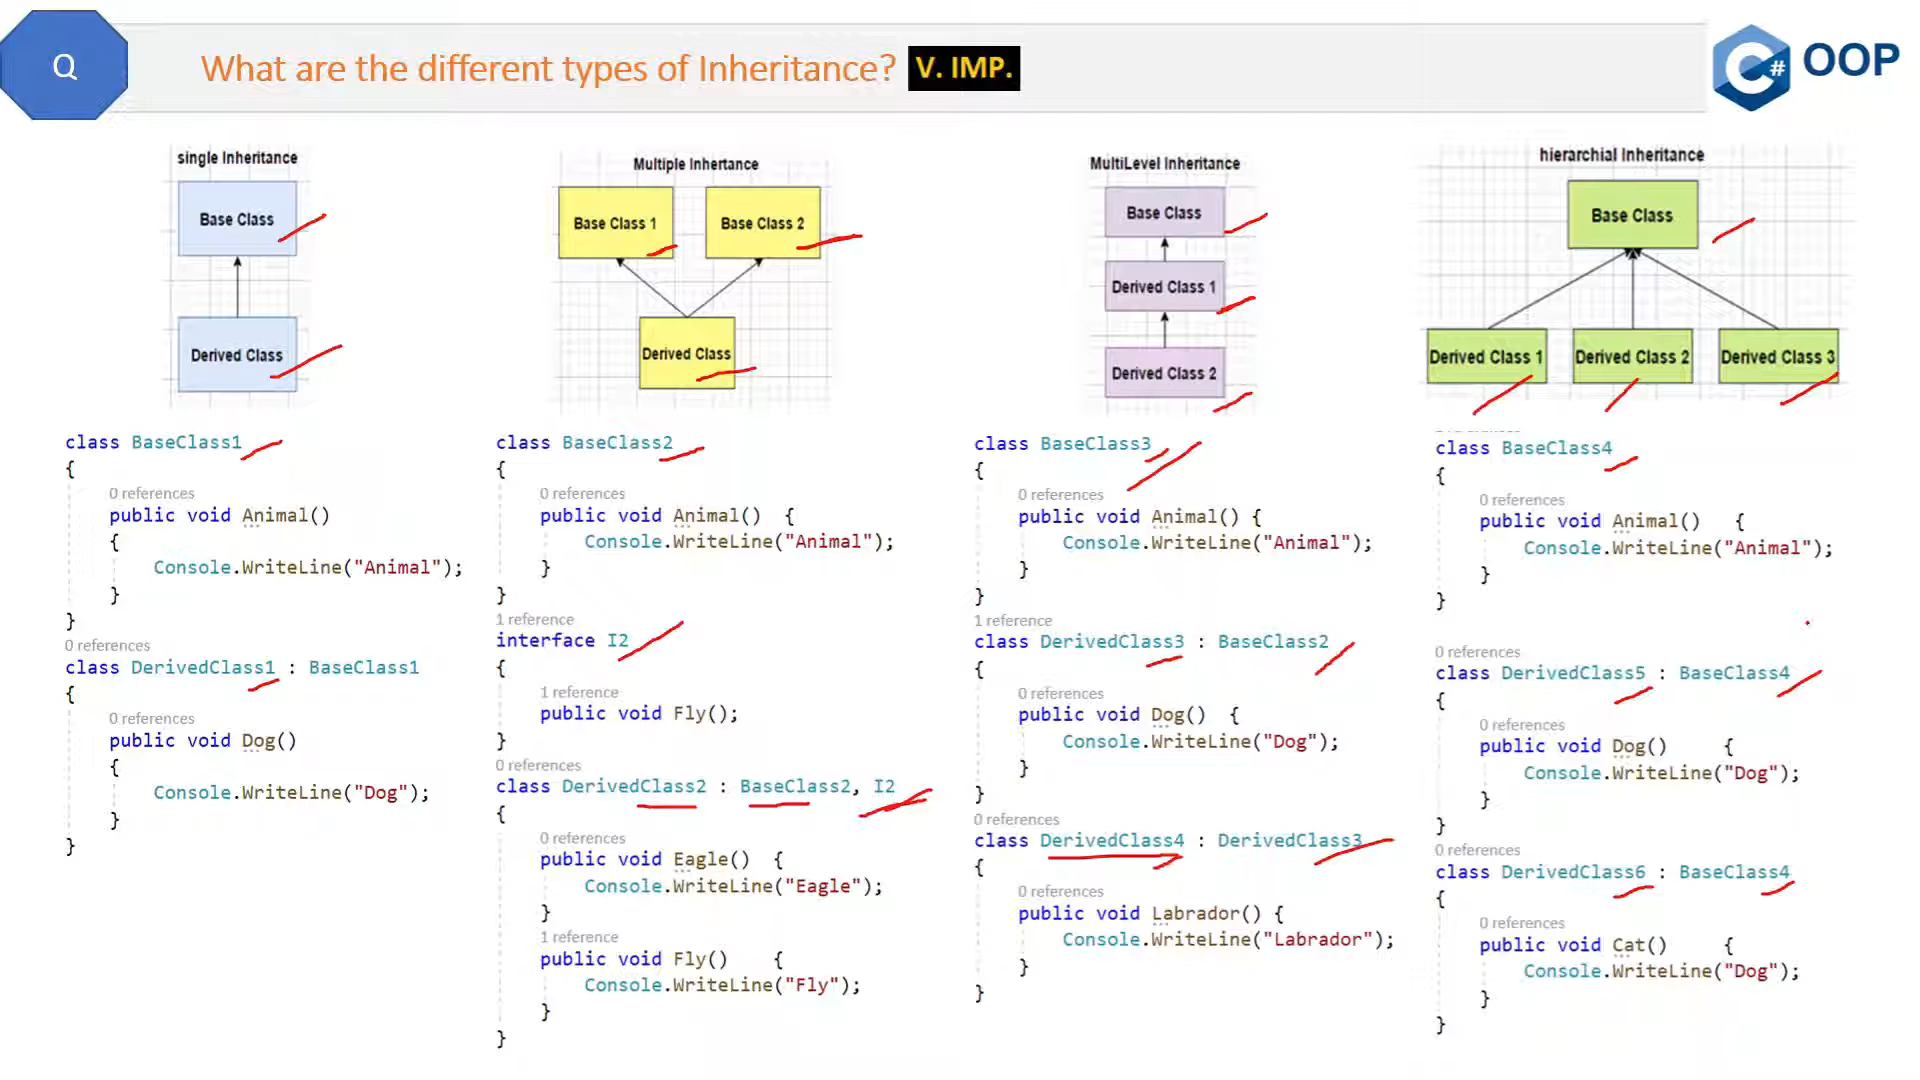 Q
What are the different types of Inheritance? V. IMP.
C# OOP
single Inheritance
Base Class
Derived Class
class BaseClass1
{
0 references
public void Animal()
{
Console.WriteLine("Animal");
}
}
0 references
class DerivedClass1 : BaseClass1
{
0 references
public void Dog()
{
Console.WriteLine("Dog");
}
}
Multiple Inhertance
Base Class 1
Base Class 2
Derived Class
class BaseClass2
{
0 references
public void Animal() {
Console.WriteLine("Animal");
}
}
1 reference
interface I2
{
1 reference
public void Fly();
}
0 references
class DerivedClass2 : BaseClass2, I2
{
0 references
public void Eagle() {
Console.WriteLine("Eagle");
}
1 reference
public void Fly() {
Console.WriteLine("Fly");
}
}
MultiLevel Inheritance
Base Class
Derived Class 1
Derived Class 2
class BaseClass3
{
0 references
public void Animal() {
Console.WriteLine("Animal");
}
}
1 reference
class DerivedClass3 : BaseClass2
{
0 references
public void Dog() {
Console.WriteLine("Dog");
}
}
0 references
class DerivedClass4 : DerivedClass3
{
0 references
public void Labrador() {
Console.WriteLine("Labrador");
}
}
hierarchial Inheritance
Base Class
Derived Class 1
Derived Class 2
Derived Class 3
class BaseClass4
{
0 references
public void Animal() {
Console.WriteLine("Animal");
}
}
0 references
class DerivedClass5 : BaseClass4
{
0 references
public void Dog() {
Console.WriteLine("Dog");
}
}
0 references
class DerivedClass6 : BaseClass4
{
0 references
public void Cat() {
Console.WriteLine("Dog");
}
}